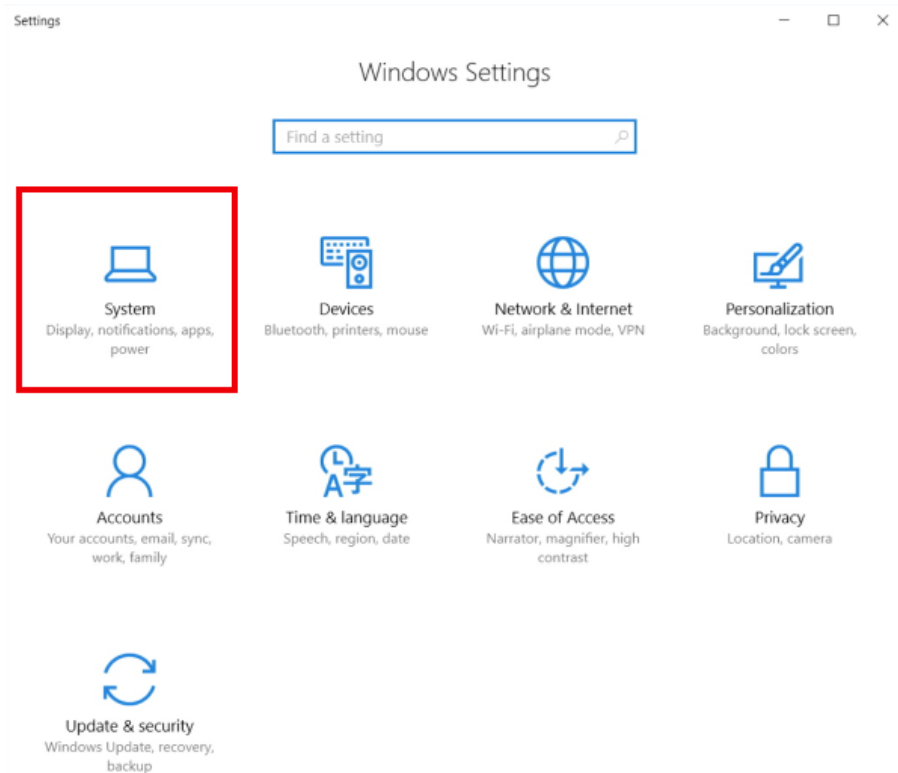 Settings
Windows Settings
Find a setting
System
Display, notifications, apps,
power
Devices
Bluetooth, printers, mouse
Network & Internet
Wi-Fi, airplane mode, VPN
Personalization
Background, lock screen,
colors
Accounts
Your accounts, email, sync,
work, family
Time & language
Speech, region, date
Ease of Access
Narrator, magnifier, high
contrast
Privacy
Location, camera
Update & security
Windows Update, recovery,
backup